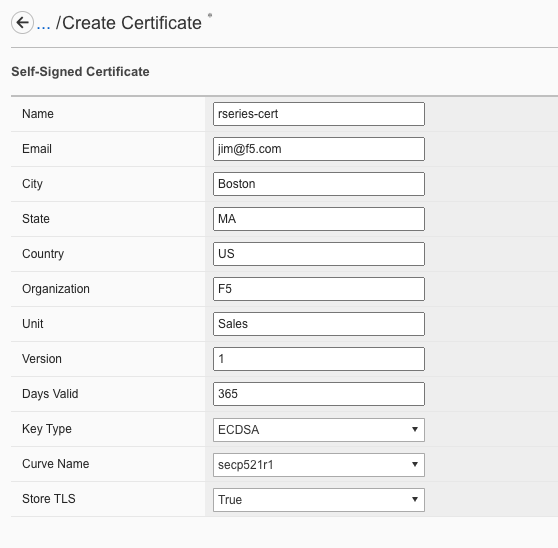 ... /Create Certificate *
Self-Signed Certificate
Name rseries-cert
Email jim@f5.com
City Boston
State MA
Country US
Organization F5
Unit Sales
Version 1
Days Valid 365
Key Type ECDSA
Curve Name secp521r1
Store TLS True